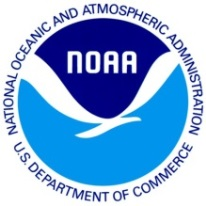 NATIONAL OCEANIC AND ATMOSPHERIC ADMINISTRATION
NOAA
U.S. DEPARTMENT OF COMMERCE